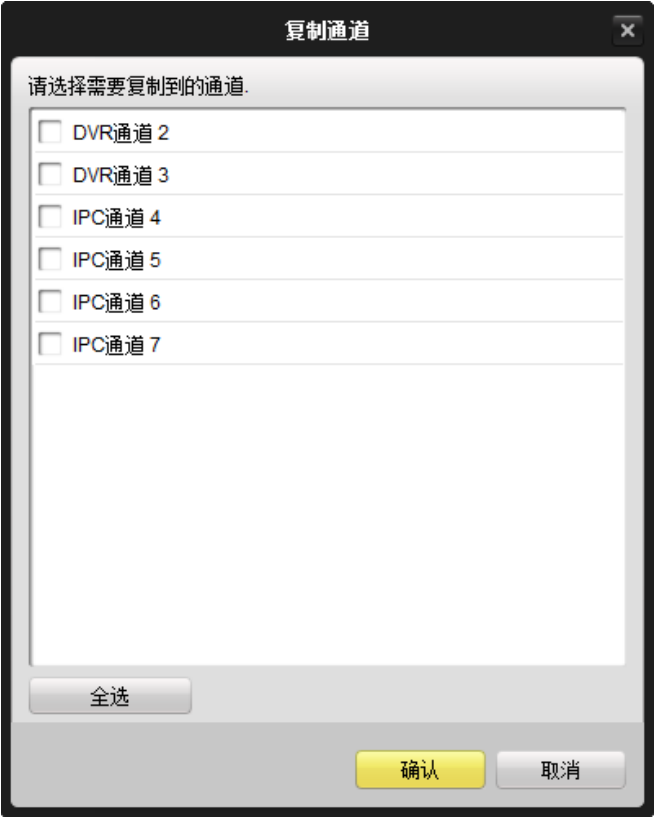 复制通道
请选择需要复制到的通道.
DVR通道 2
DVR通道 3
IPC通道 4
IPC通道 5
IPC通道 6
IPC通道 7
全选
确认
取消